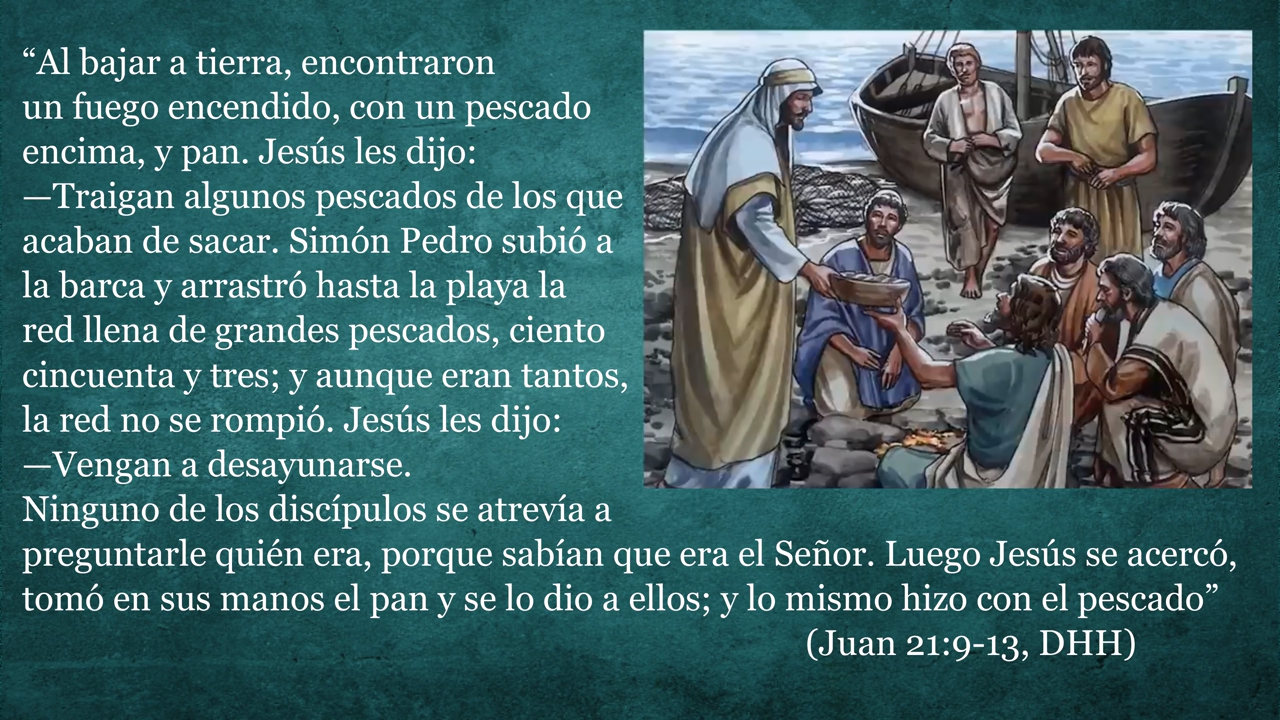 “Al bajar a tierra, encontraron
un fuego encendido, con un pescado
encima, y pan. Jesús les dijo:
—Traigan algunos pescados de los que
acaban de sacar. Simón Pedro subió a
la barca y arrastró hasta la playa la
red llena de grandes pescados, ciento
cincuenta y tres; y aunque eran tantos,
la red no se rompió. Jesús les dijo:
—Vengan a desayunarse.
Ninguno de los discípulos se atrevía a
preguntarle quién era, porque sabían que era el Señor. Luego Jesús se acercó,
tomó en sus manos el pan y se lo dio a ellos; y lo mismo hizo con el pescado”
(Juan 21:9-13, DHH)